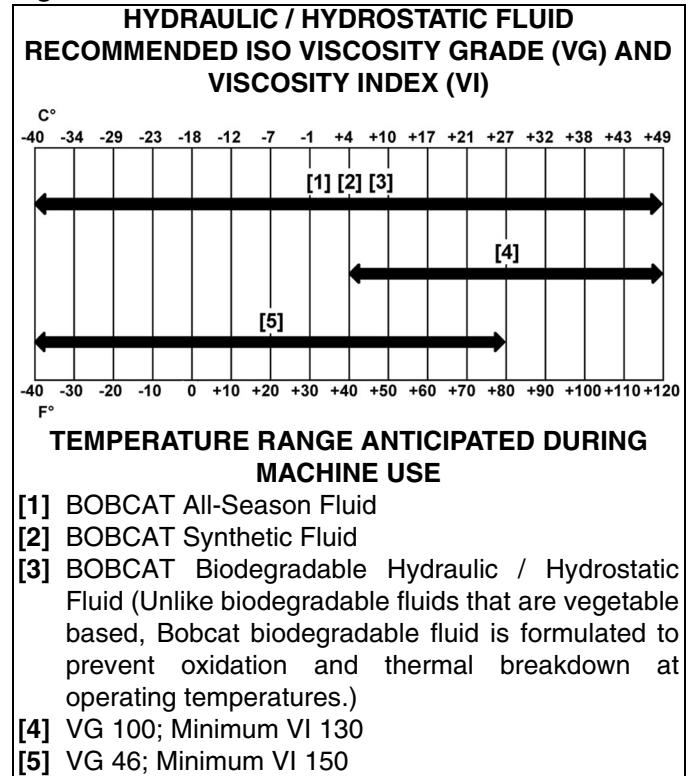 HYDRAULIC / HYDROSTATIC FLUID
RECOMMENDED ISO VISCOSITY GRADE (VG) AND
VISCOSITY INDEX (VI)
C°
-40 -34 -29 -23 -18 -12 -7 -1 +4 +10 +17 +21 +27 +32 +38 +43 +49
[1] [2] [3]
[4]
[5]
-40 -30 -20 -10 0 +10 +20 +30 +40 +50 +60 +70 +80 +90 +100 +110 +120
F°
TEMPERATURE RANGE ANTICIPATED DURING
MACHINE USE
[1] BOBCAT All-Season Fluid
[2] BOBCAT Synthetic Fluid
[3] BOBCAT Biodegradable Hydraulic / Hydrostatic
Fluid (Unlike biodegradable fluids that are vegetable
based, Bobcat biodegradable fluid is formulated to
prevent oxidation and thermal breakdown at
operating temperatures.)
[4] VG 100; Minimum VI 130
[5] VG 46; Minimum VI 150